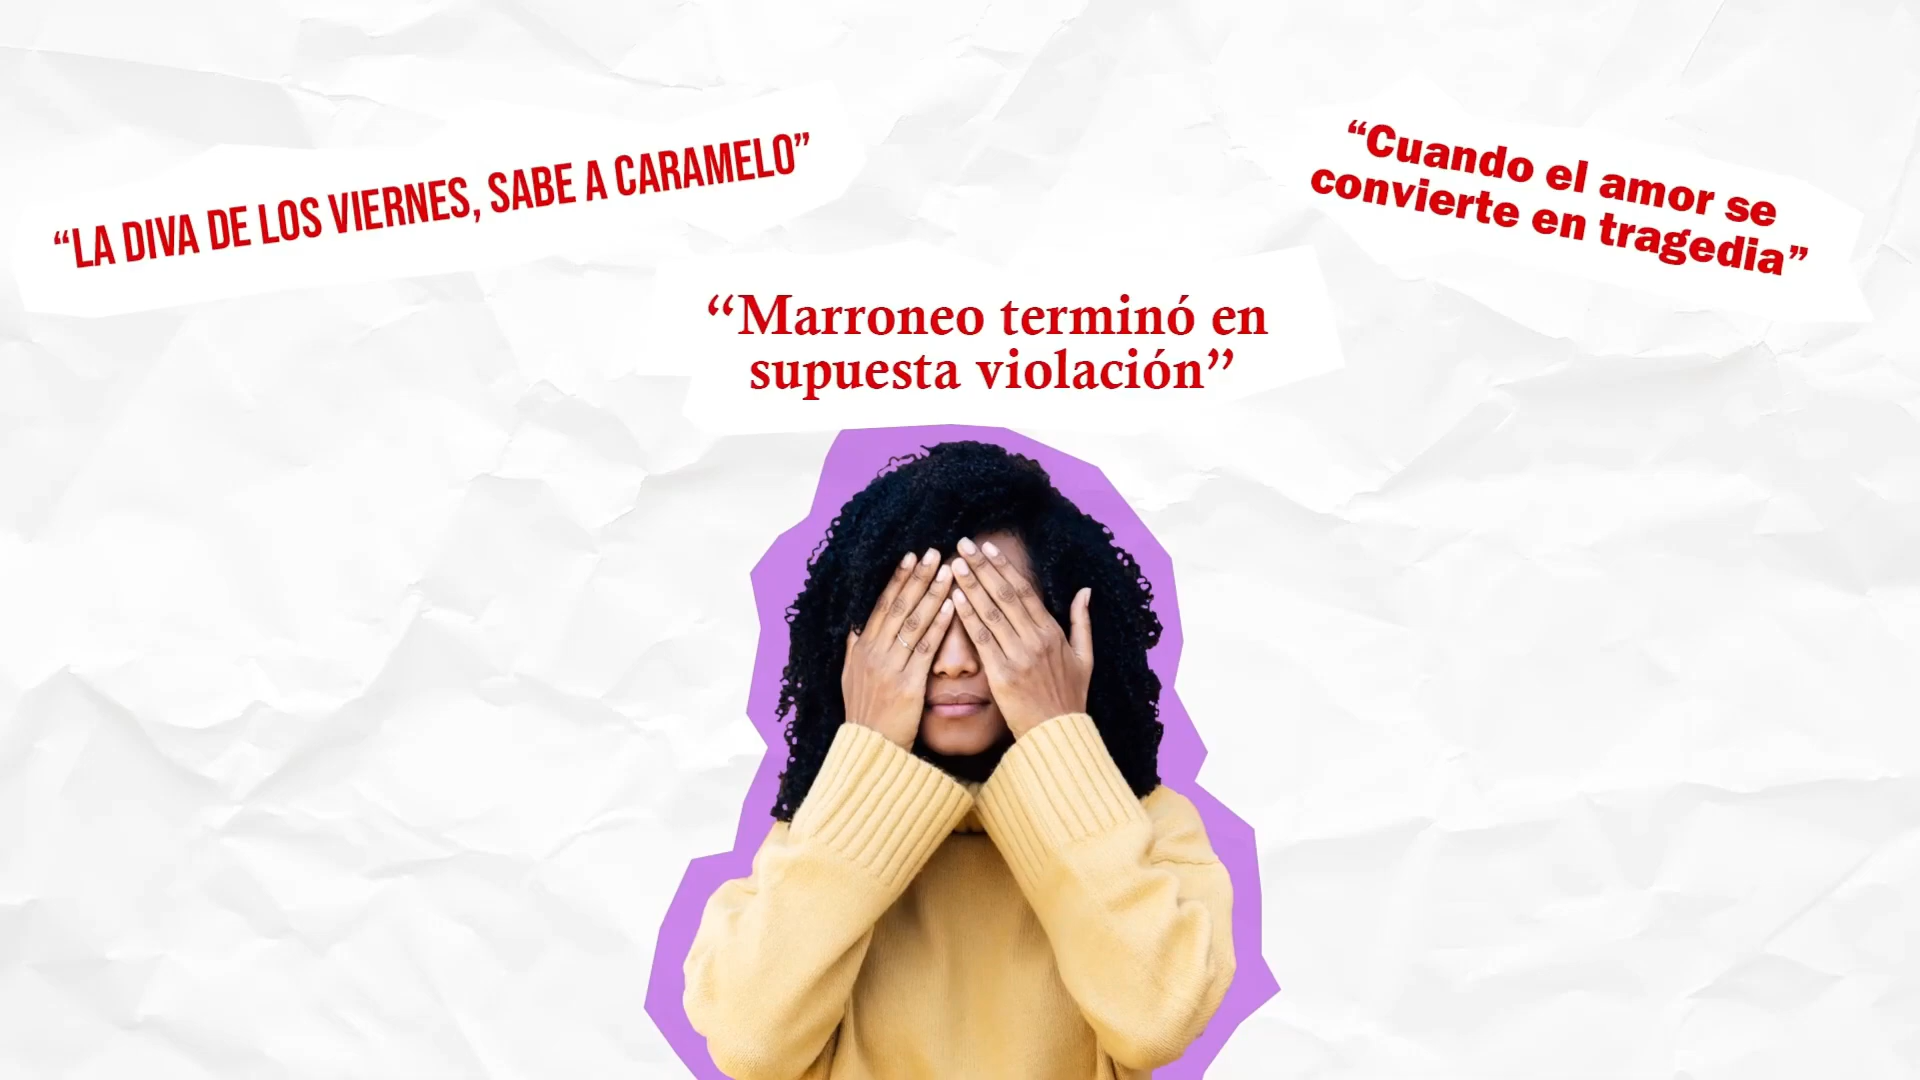 “LA DIVA DE LOS VIERNES, SABE A CARAMELO”
“Cuando el amor se
convierte en tragedia”
“Marroneo terminó en
supuesta violación”